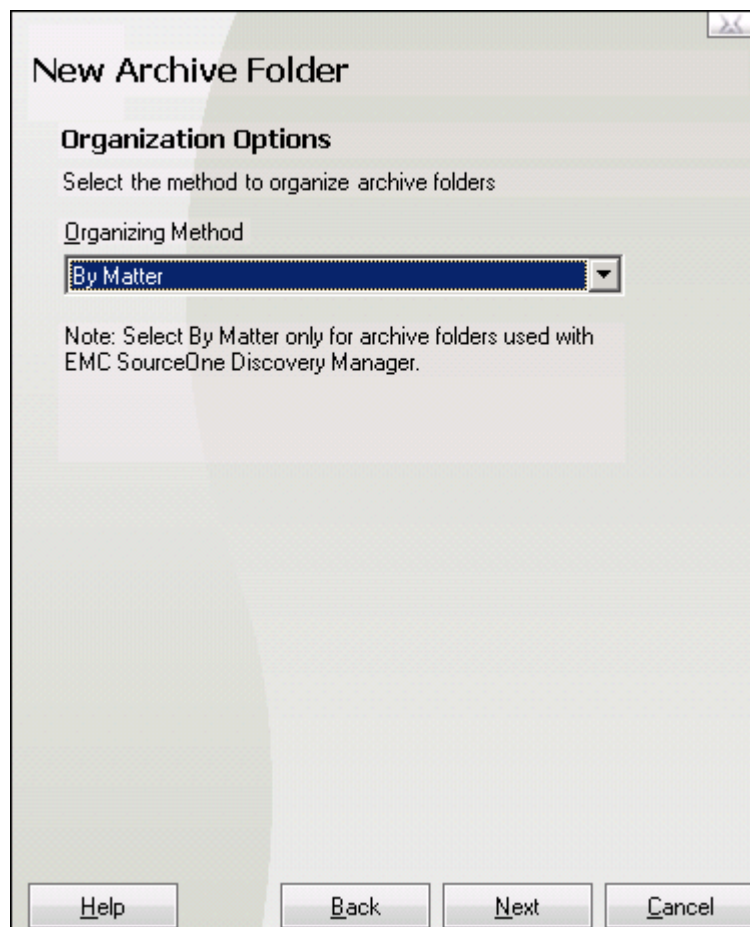 New Archive Folder
Organization Options
Select the method to organize archive folders
Organizing Method
By Matter
Note: Select By Matter only for archive folders used with
EMC SourceOne Discovery Manager.
Help
Back
Next
Cancel